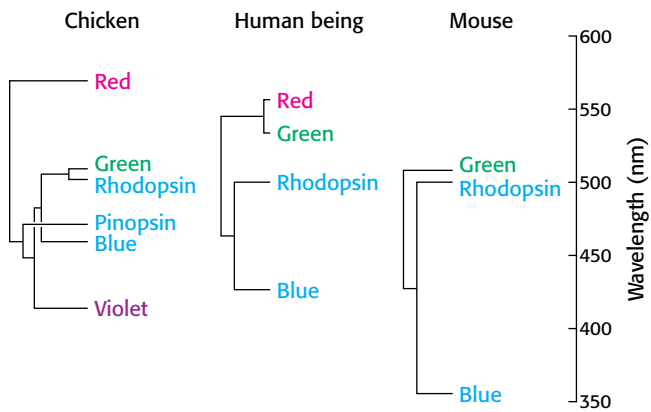 Chicken
Human being
Mouse
Red
Green
Rhodopsin
Pinopsin
Blue
Violet
Red
Green
Rhodopsin
Blue
Green
Rhodopsin
Blue
600
550
500
450
400
350
Wavelength (nm)